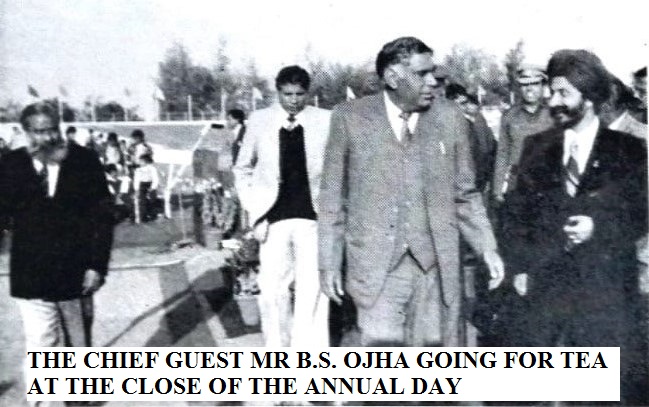 THE CHIEF GUEST MR B.S. OJHA GOING FOR TEA
AT THE CLOSE OF THE ANNUAL DAY